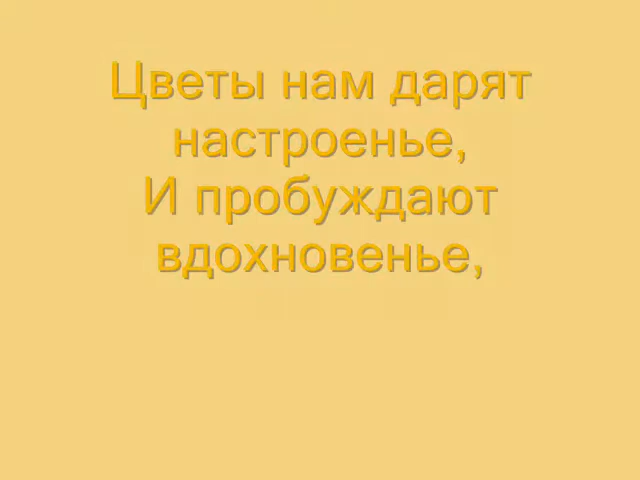 Цветы нам дарят
настроенье,
И пробуждают
вдохновенье,